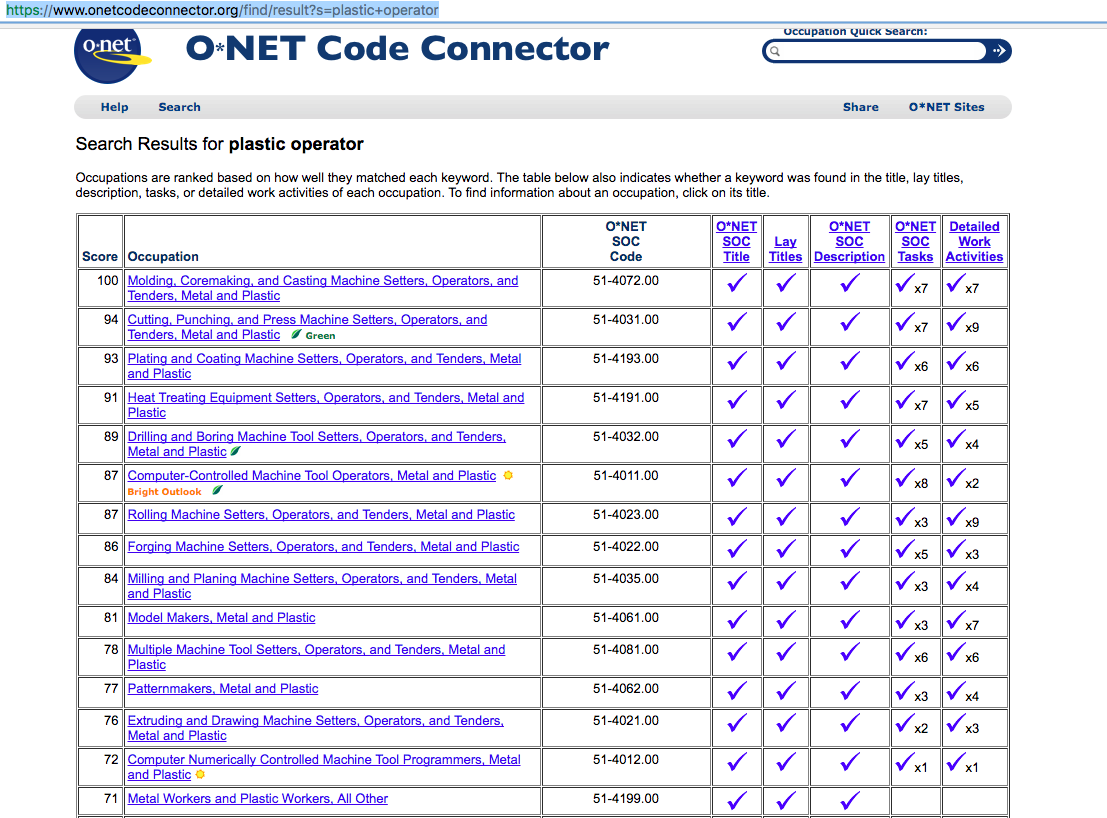 https://www.onetcodeconnector.org/find/result?s=plastic+operator
o*net
O*NET Code Connector
Occupation Quick Search:
Help Search Share O*NET Sites
Search Results for plastic operator
Occupations are ranked based on how well they matched each keyword. The table below also indicates whether a keyword was found in the title, lay titles,
description, tasks, or detailed work activities of each occupation. To find information about an occupation, click on its title.
O*NET O*NET O*NET O*NET Detailed
SOC SOC Lay SOC SOC Work
Score Occupation Code Title Titles Description Tasks Activities
100 Molding, Coremaking, and Casting Machine Setters, Operators, and 51-4072.00 x7 x7
Tenders, Metal and Plastic
94 Cutting, Punching, and Press Machine Setters, Operators, and 51-4031.00 x7 x9
Tenders, Metal and Plastic Green
93 Plating and Coating Machine Setters, Operators, and Tenders, Metal 51-4193.00 x6 x6
and Plastic
91 Heat Treating Equipment Setters, Operators, and Tenders, Metal and 51-4191.00 x7 x5
Plastic
89 Drilling and Boring Machine Tool Setters, Operators, and Tenders, 51-4032.00 x5 x4
Metal and Plastic
87 Computer-Controlled Machine Tool Operators, Metal and Plastic 51-4011.00 x8 x2
Bright Outlook
87 Rolling Machine Setters, Operators, and Tenders, Metal and Plastic 51-4023.00 x3 x9
86 Forging Machine Setters, Operators, and Tenders, Metal and Plastic 51-4022.00 x5 x3
84 Milling and Planing Machine Setters, Operators, and Tenders, Metal 51-4035.00 x3 x4
and Plastic
81 Model Makers, Metal and Plastic 51-4061.00 x3 x7
78 Multiple Machine Tool Setters, Operators, and Tenders, Metal and 51-4081.00 x6 x6
Plastic
77 Patternmakers, Metal and Plastic 51-4062.00 x3 x4
76 Extruding and Drawing Machine Setters, Operators, and Tenders, 51-4021.00 x2 x3
Metal and Plastic
72 Computer Numerically Controlled Machine Tool Programmers, Metal 51-4012.00 x1 x1
and Plastic
71 Metal Workers and Plastic Workers, All Other 51-4199.00